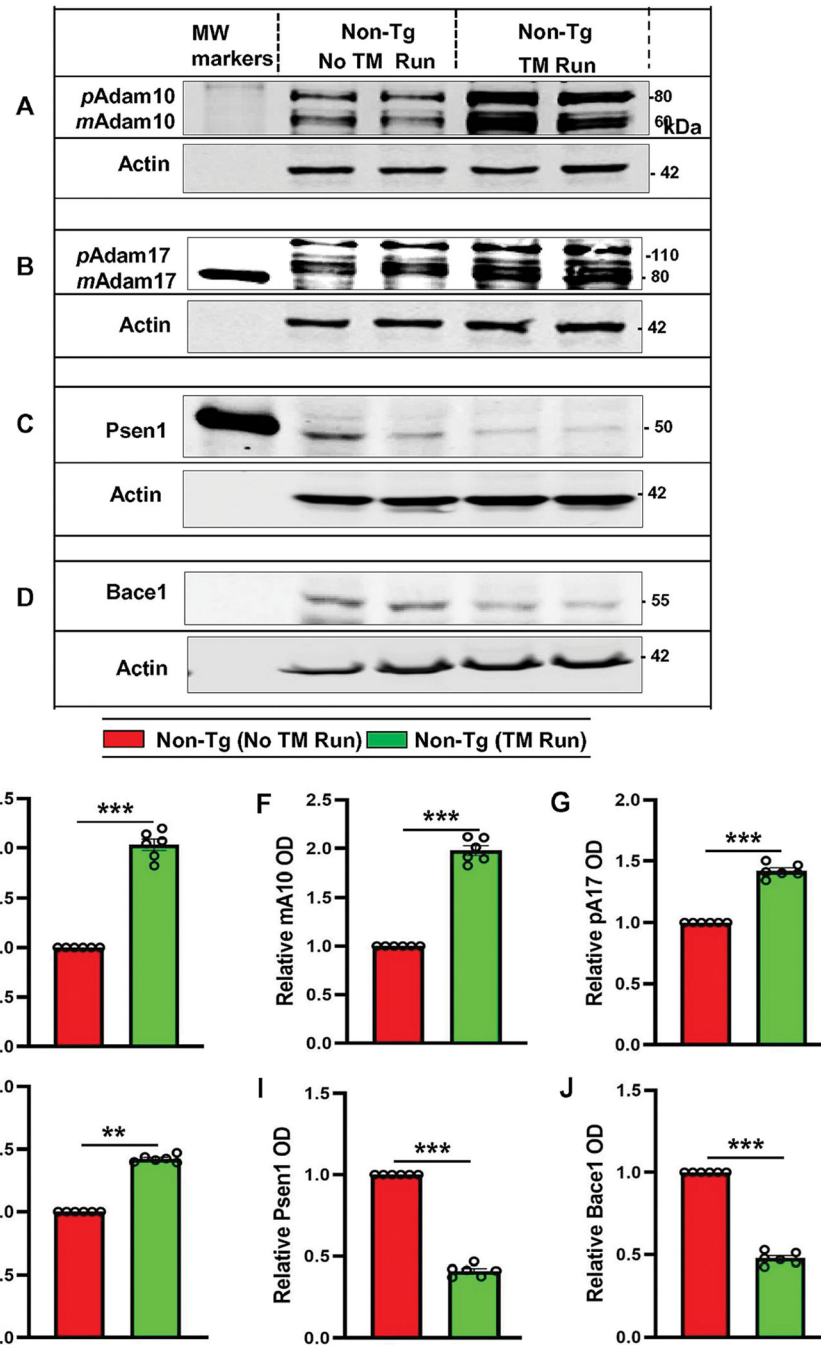 MW markers
Non-Tg No TM Run
Non-Tg TM Run
A
pAdam10
mAdam10
-80
60
kDa
Actin
- 42
B
pAdam17
mAdam17
-110
- 80
Actin
- 42
C
Psen1
- 50
Actin
- 42
D
Bace1
- 55
Actin
- 42
Non-Tg (No TM Run) Non-Tg (TM Run)
***
F
Relative mA10 OD
2.5
2.0
1.0
0.5
0.0
***
G
Relative pA17 OD
2.0
1.5
1.0
0.5
0.0
***
**
I
Relative Psen1 OD
1.5
1.0
0.5
0.0
***
J
Relative Bace1 OD
1.5
1.0
0.5
0.0
***